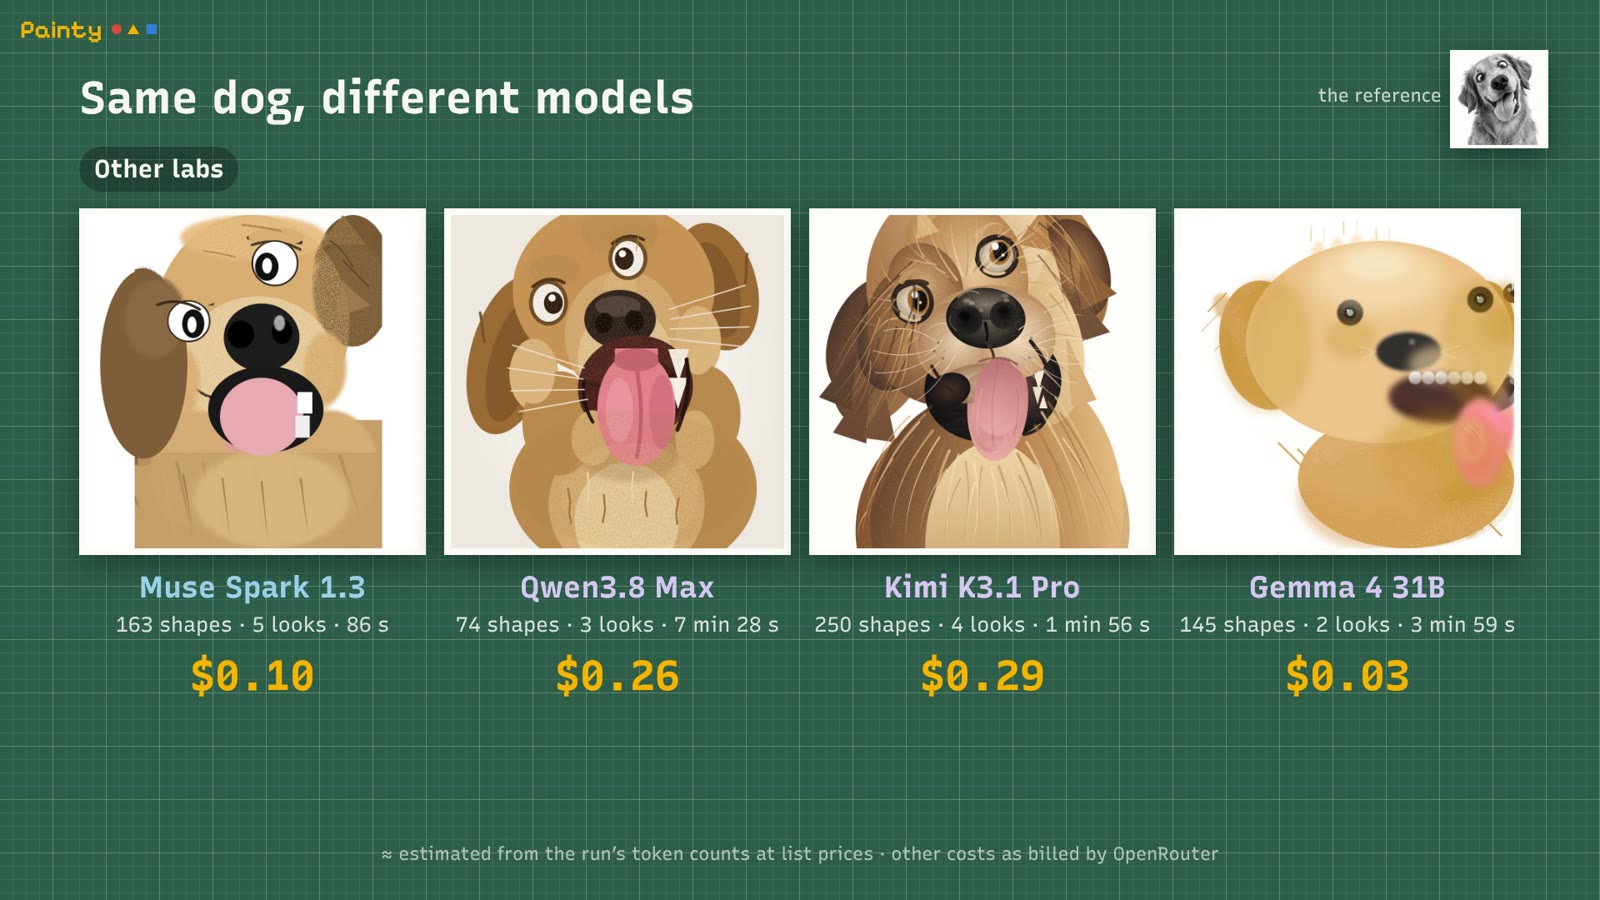 Painty
Same dog, different models
the reference
Other labs
Muse Spark 1.3
163 shapes · 5 looks · 86 s
$0.10
Qwen3.8 Max
74 shapes · 3 looks · 7 min 28 s
$0.26
Kimi K3.1 Pro
250 shapes · 4 looks · 1 min 56 s
$0.29
Gemma 4 31B
145 shapes · 2 looks · 3 min 59 s
$0.03
≈ estimated from the run’s token counts at list prices · other costs as billed by OpenRouter